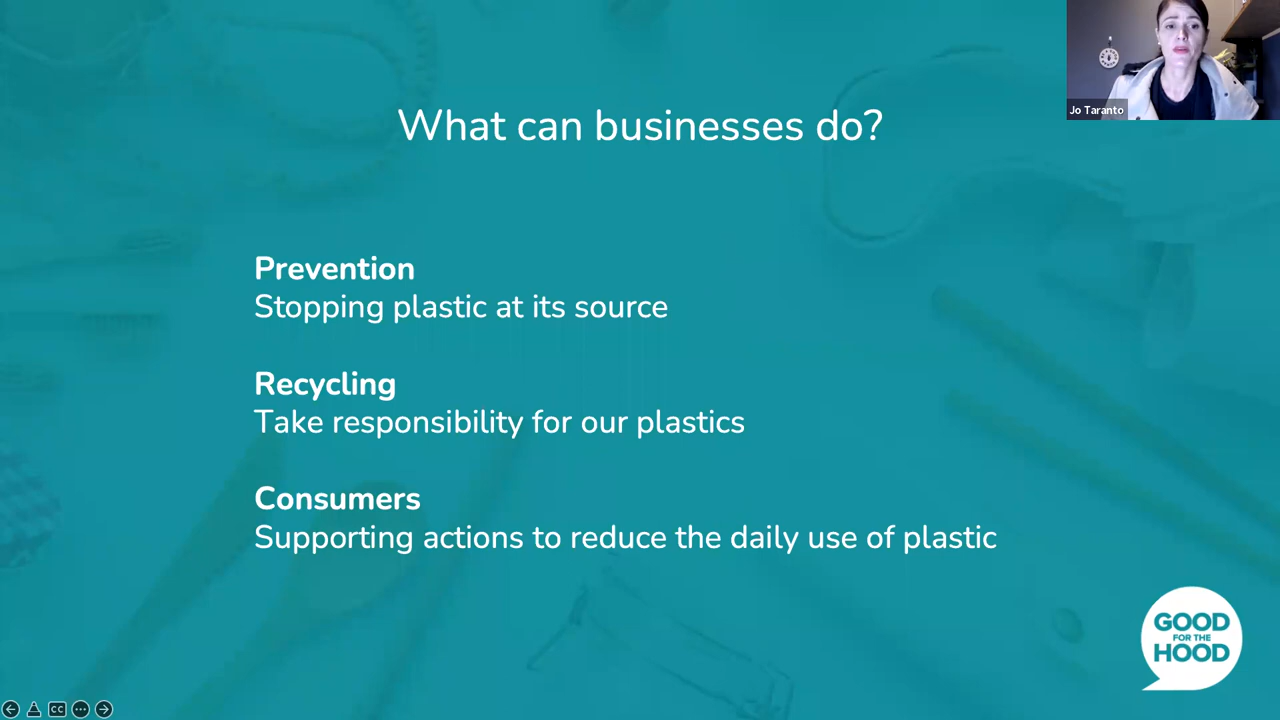 What can businesses do?
Jo Taranto
Prevention
Stopping plastic at its source
Recycling
Take responsibility for our plastics
Consumers
Supporting actions to reduce the daily use of plastic
GOOD
FOR THE
HOOD
CC